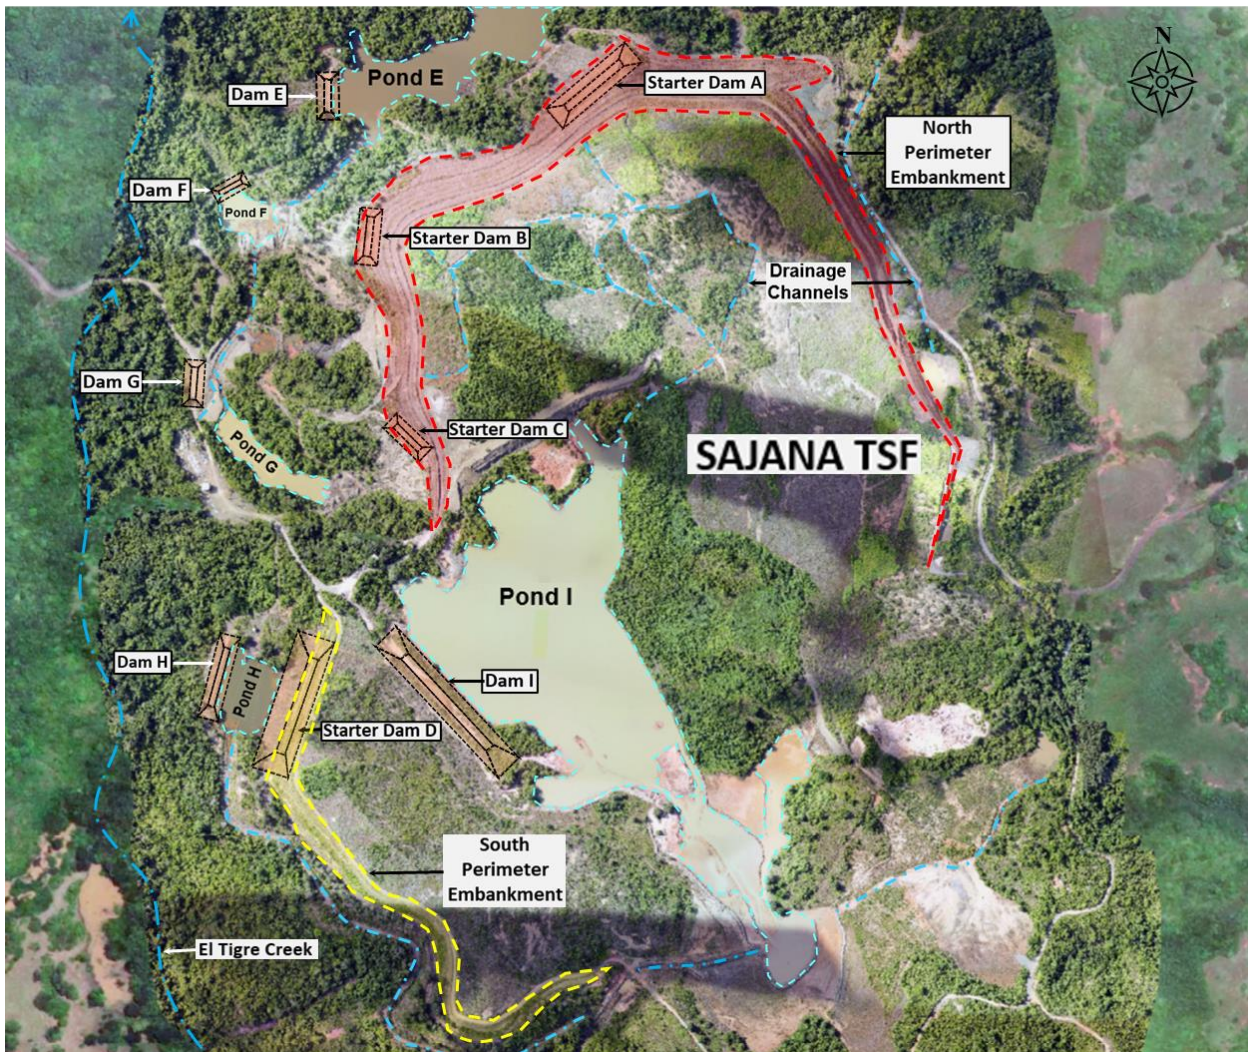 N
Pond E
Starter Dam A
Dam E
North
Perimeter
Embankment
Dam F
Pond F
Starter Dam B
Drainage
Channels
Dam G
Starter Dam C
Pond G
SAJANA TSF
Pond I
Dam H
Pond H
Dam I
Starter Dam D
South
Perimeter
Embankment
El Tigre Creek